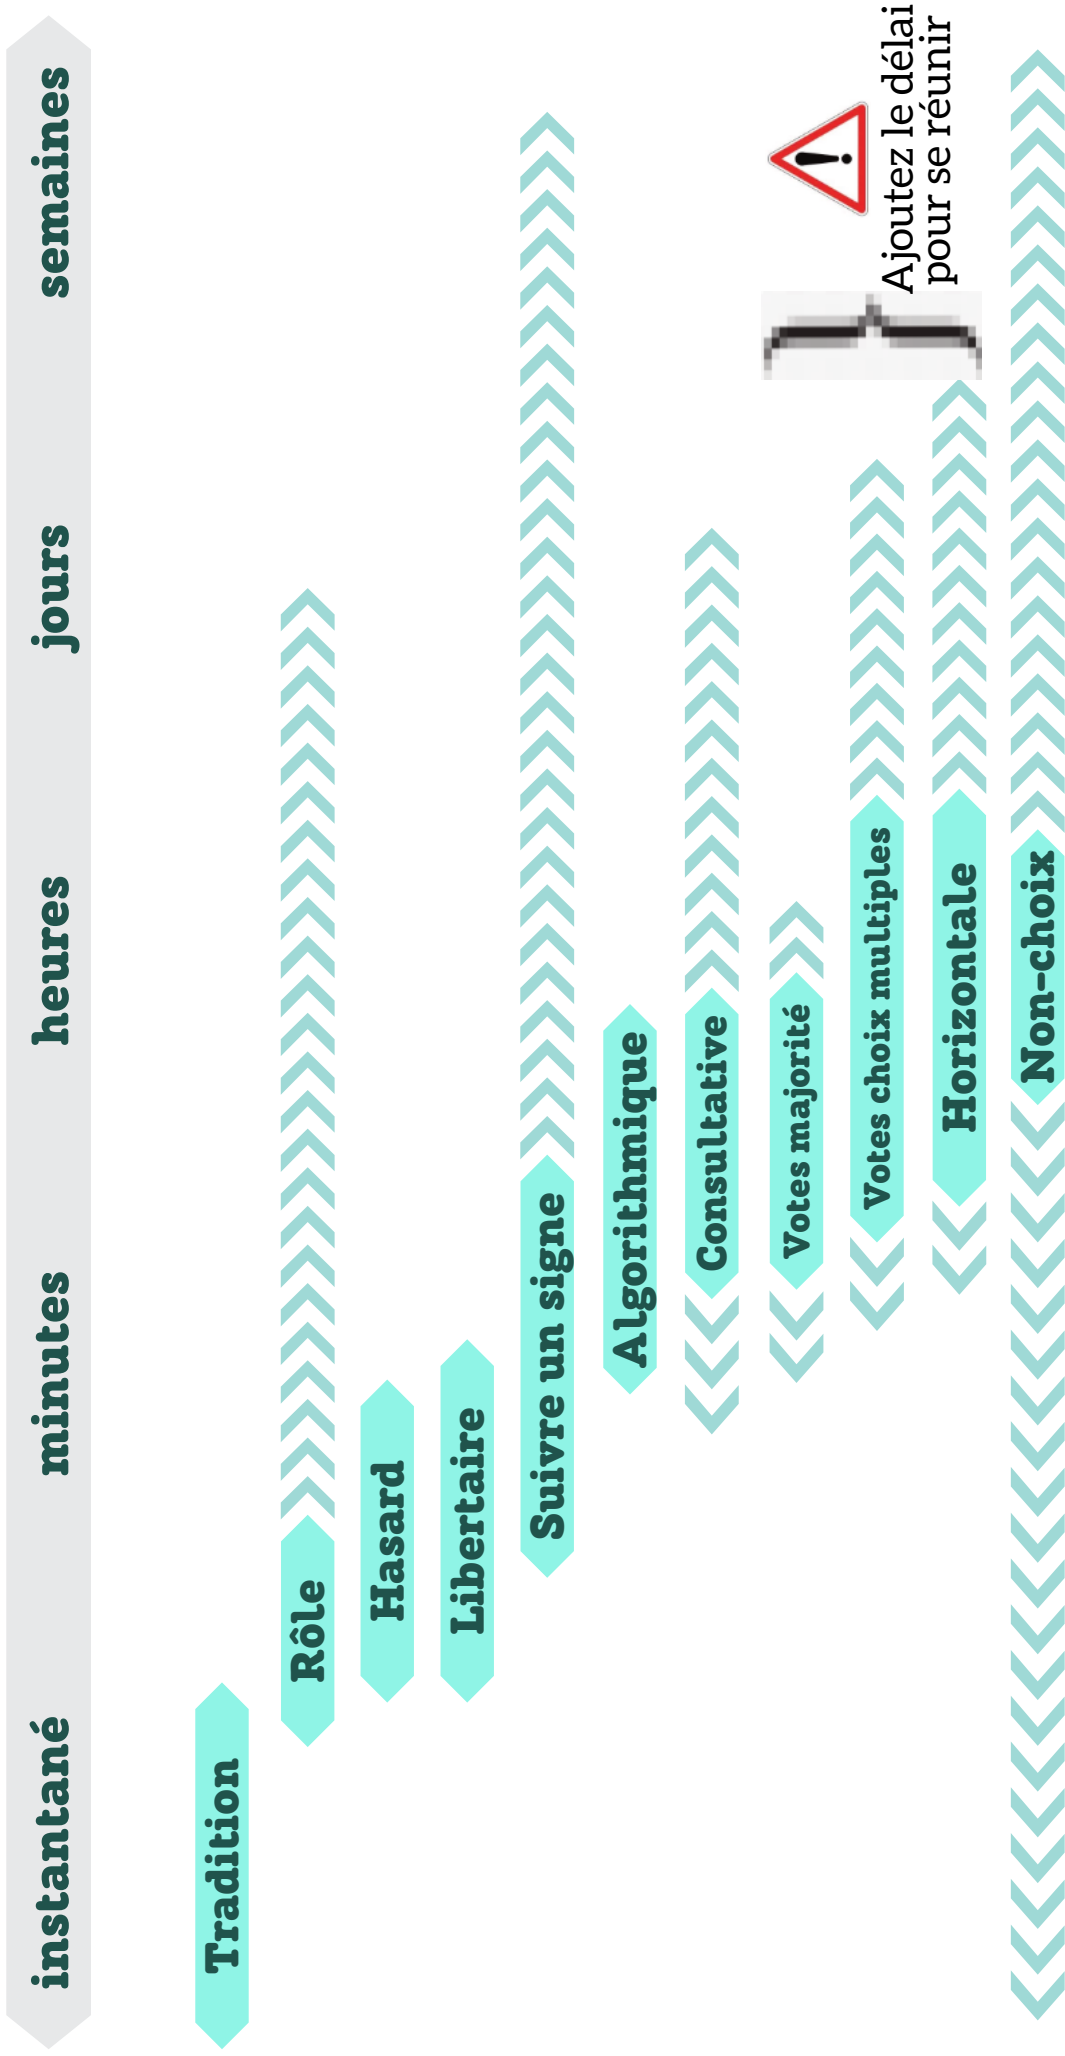 instantané
minutes
heures
jours
semaines
Tradition
Rôle
Hasard
Libertaire
Suivre un signe
Algorithmique
Consultative
Votes majorité
Votes choix multiples
Horizontale
Non-choix
Ajoutez le délai
pour se réunir